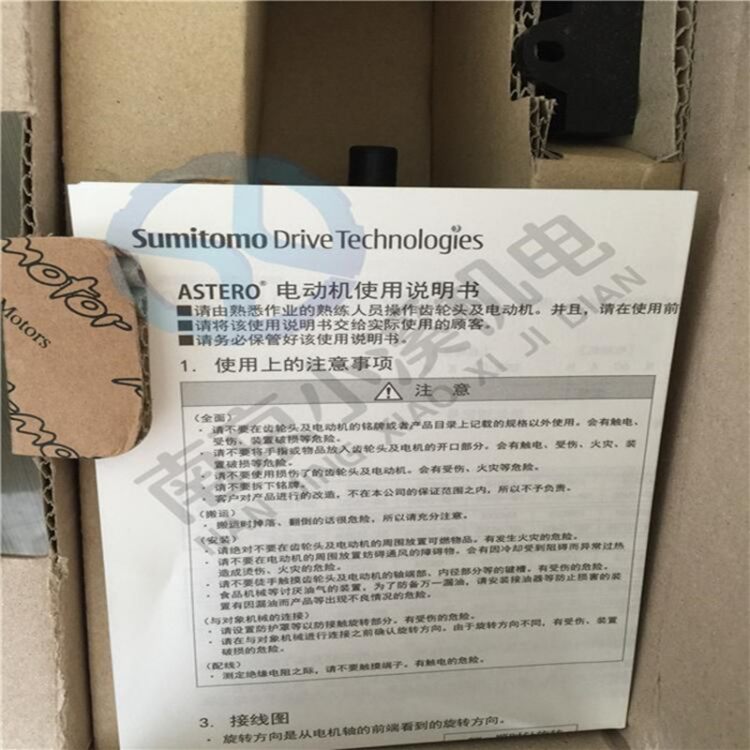 Sumitomo Drive Technologies
ASTERO® 电动机使用说明书
■请由熟悉作业的熟练人员操作齿轮头及电动机。并且，请在使用前
■请将该使用说明书交给实际使用的顾客。
■请务必保管好该使用说明书。
1. 使用上的注意事项
注 意
(全面)
· 请不要在齿轮头及电动机的铭牌或者产品目录上记载的规格以外使用。会有触电、
受伤、装置破损等危险。
· 请不要将手指或物品放入齿轮头及电机的开口部分。会有触电、受伤、火灾、装
置破损等危险。
· 请不要使用损伤了的齿轮头及电动机。会有受伤、火灾等危险。
· 请不要拆下铭牌。
· 客户对产品进行的改造，不在本公司的保证范围之内，所以不予负责。
(搬运)
· 搬运时掉落、翻倒的话很危险，所以请充分注意。
(安装)
· 请绝对不要在齿轮头及电动机的周围放置可燃物品。有发生火灾的危险。
· 请不要在电动机的周围放置妨碍通风的障碍物。会有因冷却受到阻碍而异常过热
造成烫伤、火灾的危险。
· 请不要徒手触摸齿轮头及电动机的轴端部、内径部分等的键槽。有受伤的危险。
· 食品机械等讨厌油气的装置，为了防备万一漏油，请安装接油器等防止损害的装
置有因漏油而产品等出现不良情况的危险。
(与对象机械的连接)
· 请设置防护罩等以防接触旋转部分。有受伤的危险。
· 请在与对象机械进行连接之前确认旋转方向。由于旋转方向不同，有受伤、装置
破损的危险。
(配线)
· 测定绝缘电阻之际，请不要触摸端子。有触电的危险。
3. 接线图
· 旋转方向是从电机轴的前端看到的旋转方向。
motor
Motors
南京小溪机电
NAN JING XIAO XI JI DIAN